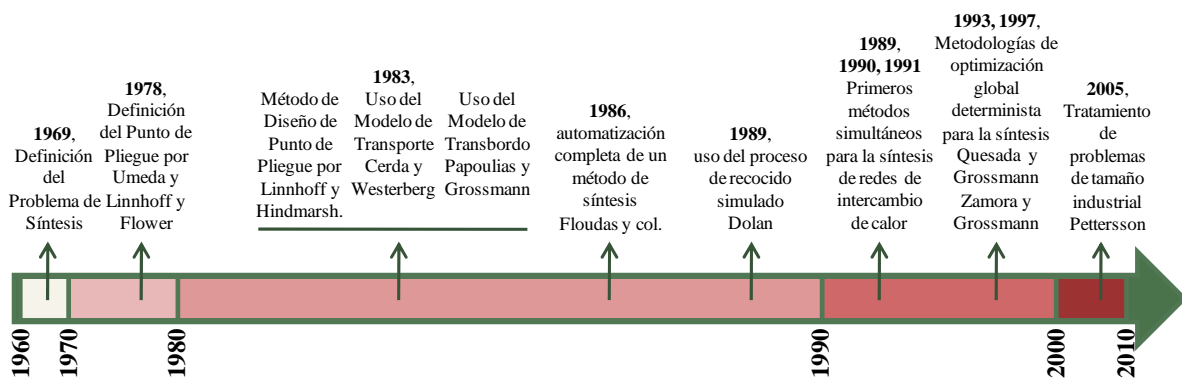 1969,
Definición
del
Problema de
Síntesis
1978,
Definición
del Punto de
Pliegue por
Umeda y
Linnhoff y
Flower
Método de
Diseño de
Punto de
Pliegue por
Linnhoff y
Hindmarsh.
1983,
Uso del
Modelo de
Transporte
Cerda y
Westerberg
Uso del
Modelo de
Transbordo
Papoulias y
Grossmann
1986,
automatización
completa de un
método de
síntesis
Floudas y col.
1989,
uso del proceso
de recocido
simulado
Dolan
1989,
1990, 1991
Primeros
métodos
simultáneos
para la síntesis
de redes de
intercambio
de calor
1993, 1997,
Metodologías de
optimización
global
determinista
para la síntesis
Quesada y
Grossmann
Zamora y
Grossmann
2005,
Tratamiento
de
problemas
de tamaño
industrial
Pettersson
1960
1970
1980
1990
2000
2010